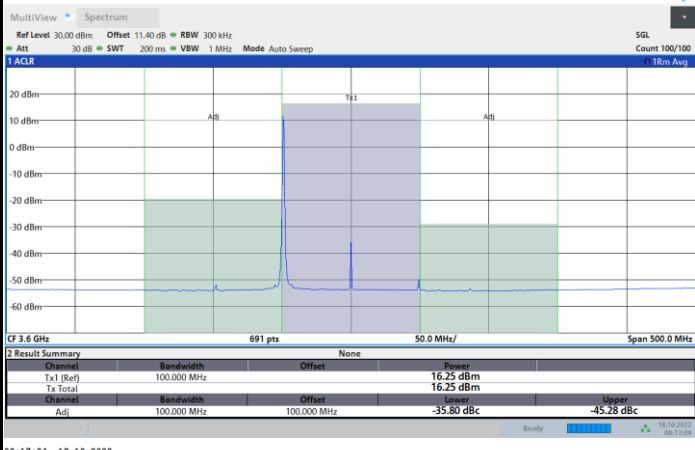 MultiView Spectrum
Ref Level 30.00 dBm Offset 11.40 dB RBW 300 kHz SGL
Att 30 dB SWT 200 ms VBW 1 MHz Mode Auto Sweep Count 100/100
1 ACLR 1Rm Avg
20 dBm
Tx1
10 dBm Adj Adj
0 dBm
-10 dBm
-20 dBm
-30 dBm
-40 dBm
-50 dBm
-60 dBm
CF 3.6 GHz 691 pts 50.0 MHz/ Span 500.0 MHz
2 Result Summary None
Channel Bandwidth Offset Power
Tx1 (Ref) 100.000 MHz 16.25 dBm
Tx Total 16.25 dBm
Channel Bandwidth Offset Lower Upper
Adj 100.000 MHz 100.000 MHz -35.80 dBc -45.28 dBc
Ready 18.10.2023
00:17:04